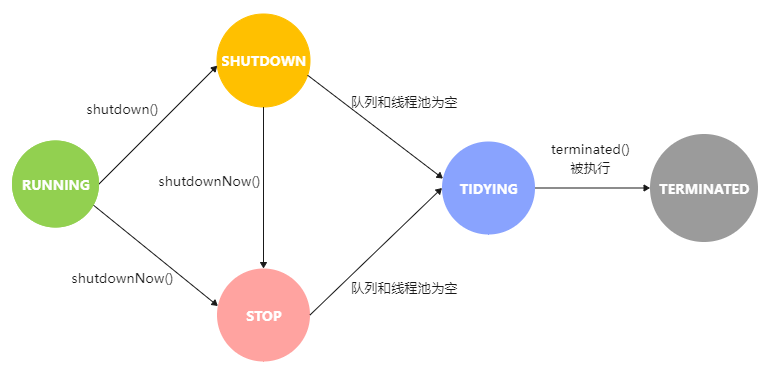 SHUTDOWN
队列和线程池为空
shutdown()
terminated()
被执行
shutdownNow()
RUNNING
TIDYING
TERMINATED
shutdownNow()
队列和线程池为空
STOP